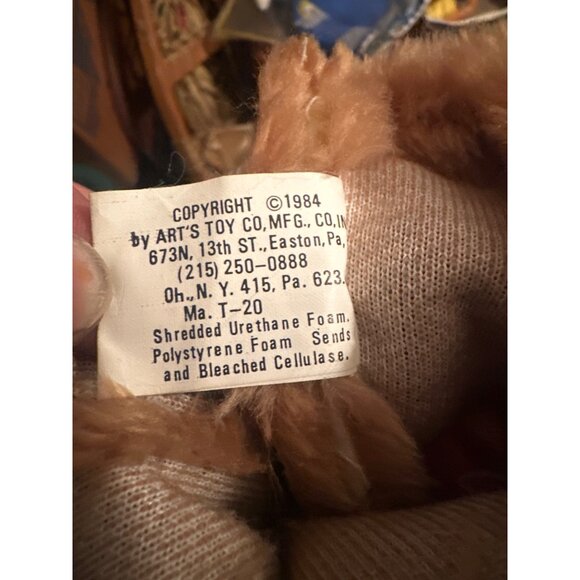 COPYRIGHT ©1984
by ART'S TOY CO,MFG., CO,IN
673N, 13th ST.,Easton,Pa,
(215) 250-0888
Oh.,N. Y. 415, Pa. 623.
Ma. T-20
Shredded Urethane Foam.
Polystyrene Foam Sends
and Bleached Cellulase.